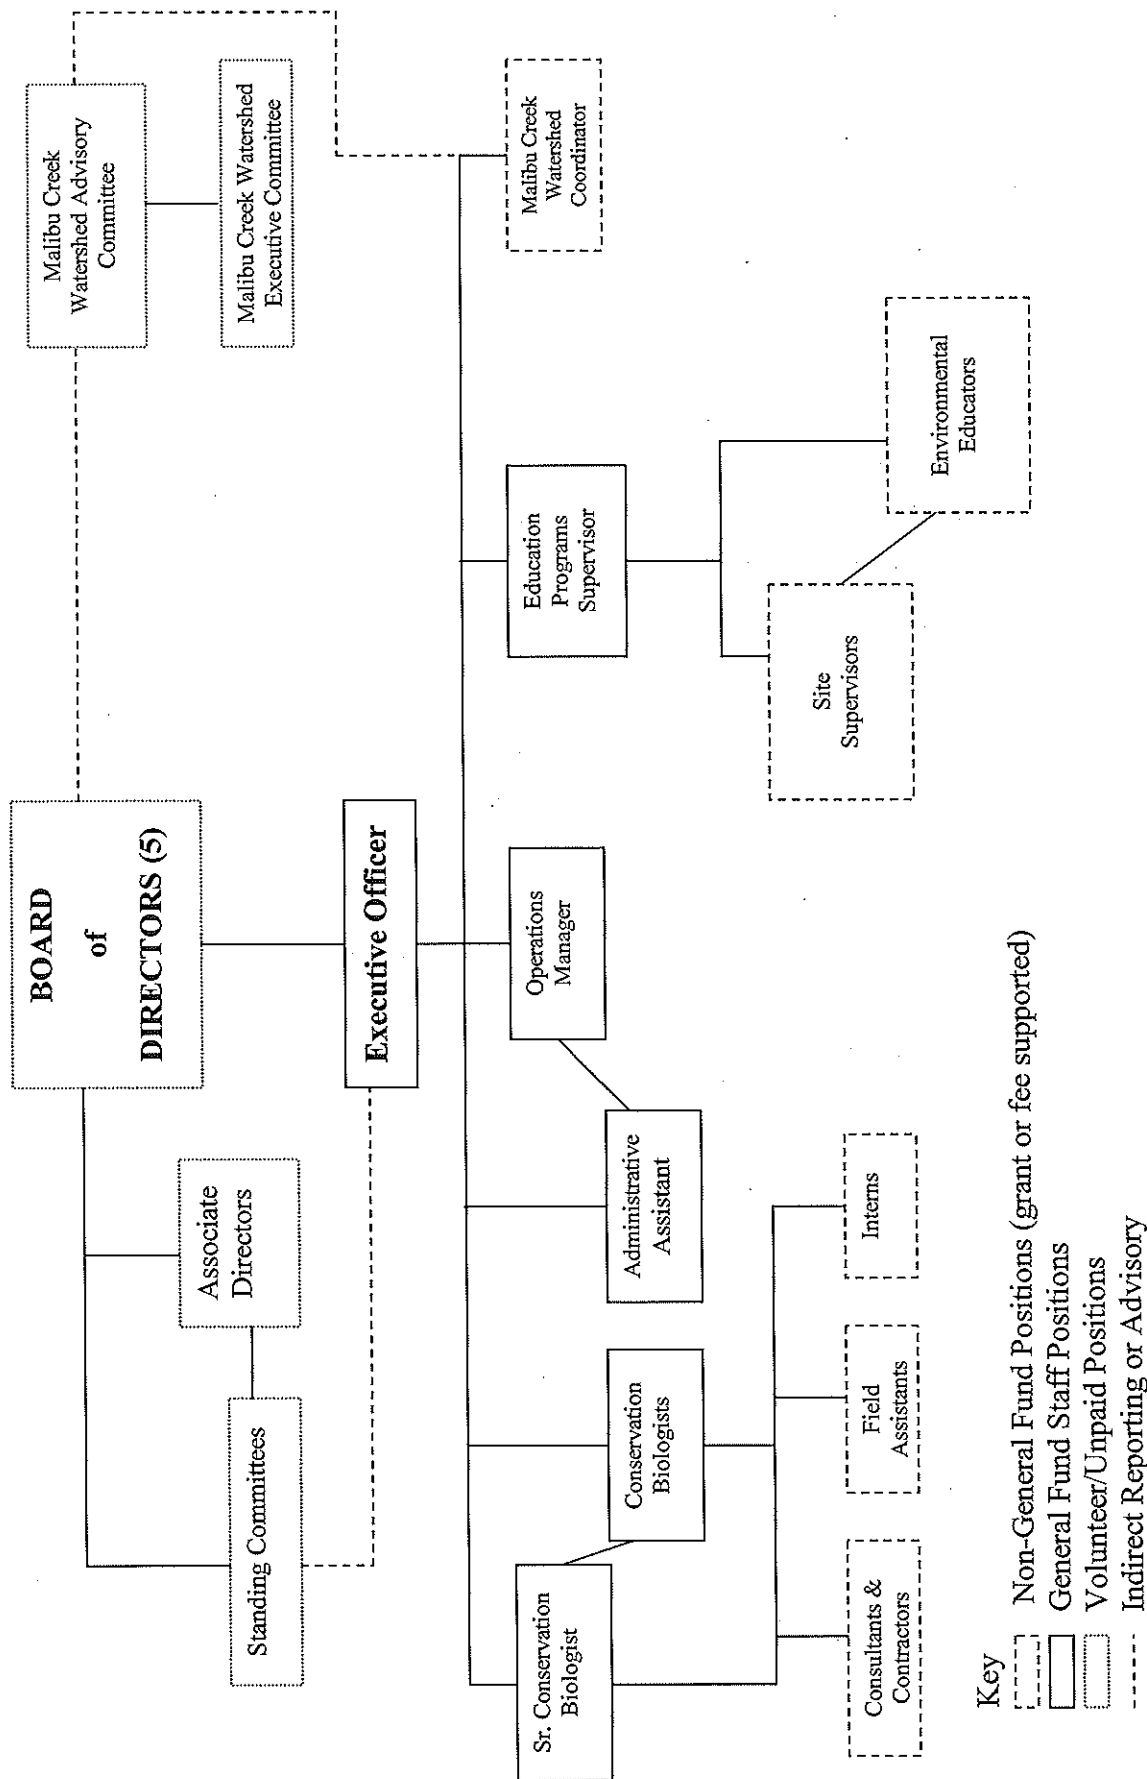 BOARD
of
DIRECTORS (5)
Malibu Creek
Watershed Advisory
Committee
Malibu Creek Watershed
Executive Committee
Associate
Directors
Standing Committees
Executive Officer
Sr. Conservation
Biologist
Conservation
Biologists
Administrative
Assistant
Operations
Manager
Education
Programs
Supervisor
Malibu Creek
Watershed
Coordinator
Consultants &
Contractors
Field
Assistants
Interns
Site
Supervisors
Environmental
Educators
Key
Non-General Fund Positions (grant or fee supported)
General Fund Staff Positions
Volunteer/Unpaid Positions
Indirect Reporting or Advisory